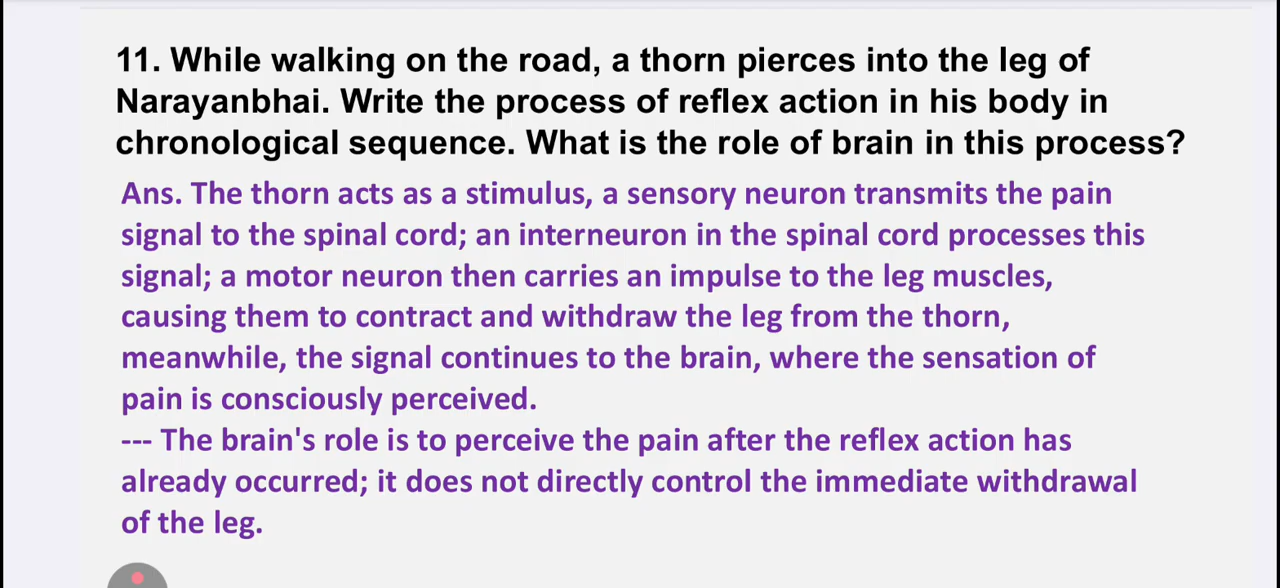 11. While walking on the road, a thorn pierces into the leg of
Narayanbhai. Write the process of reflex action in his body in
chronological sequence. What is the role of brain in this process?
Ans. The thorn acts as a stimulus, a sensory neuron transmits the pain
signal to the spinal cord; an interneuron in the spinal cord processes this
signal; a motor neuron then carries an impulse to the leg muscles,
causing them to contract and withdraw the leg from the thorn,
meanwhile, the signal continues to the brain, where the sensation of
pain is consciously perceived.
--- The brain's role is to perceive the pain after the reflex action has
already occurred; it does not directly control the immediate withdrawal
of the leg.